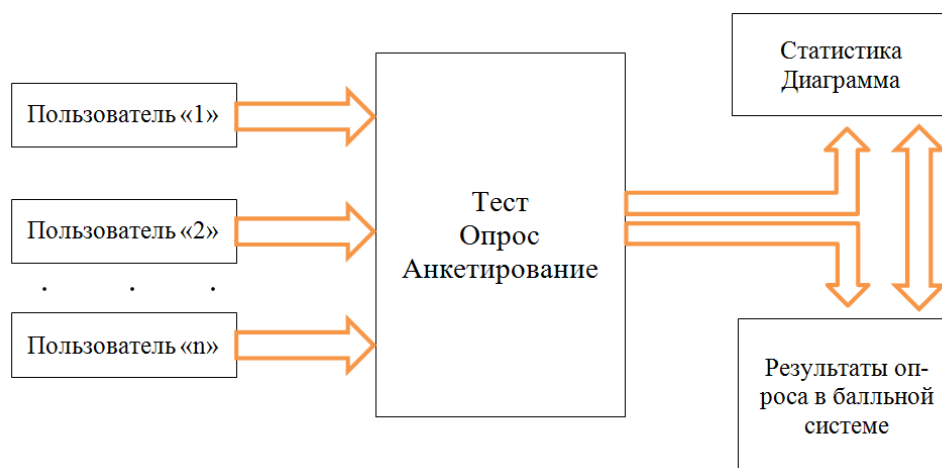 Пользователь «1»
Пользователь «2»
. . .
Пользователь «n»
Тест
Опрос
Анкетирование
Статистика
Диаграмма
Результаты оп-
роса в балльной
системе